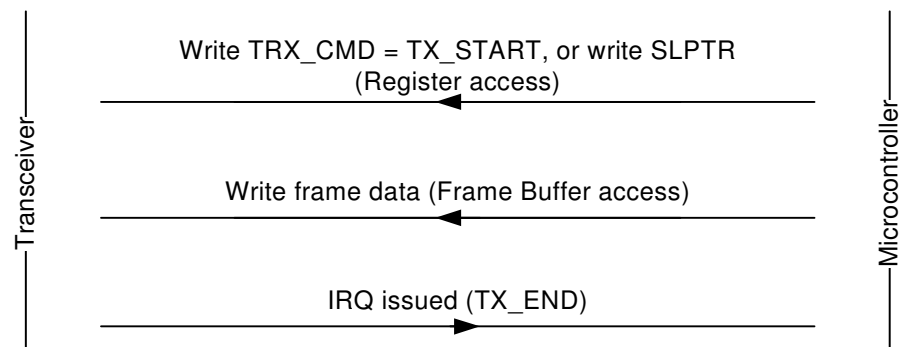 Write TRX_CMD = TX_START, or write SLPTR
(Register access)
Transceiver
Write frame data (Frame Buffer access)
Microcontroller
IRQ issued (TX_END)